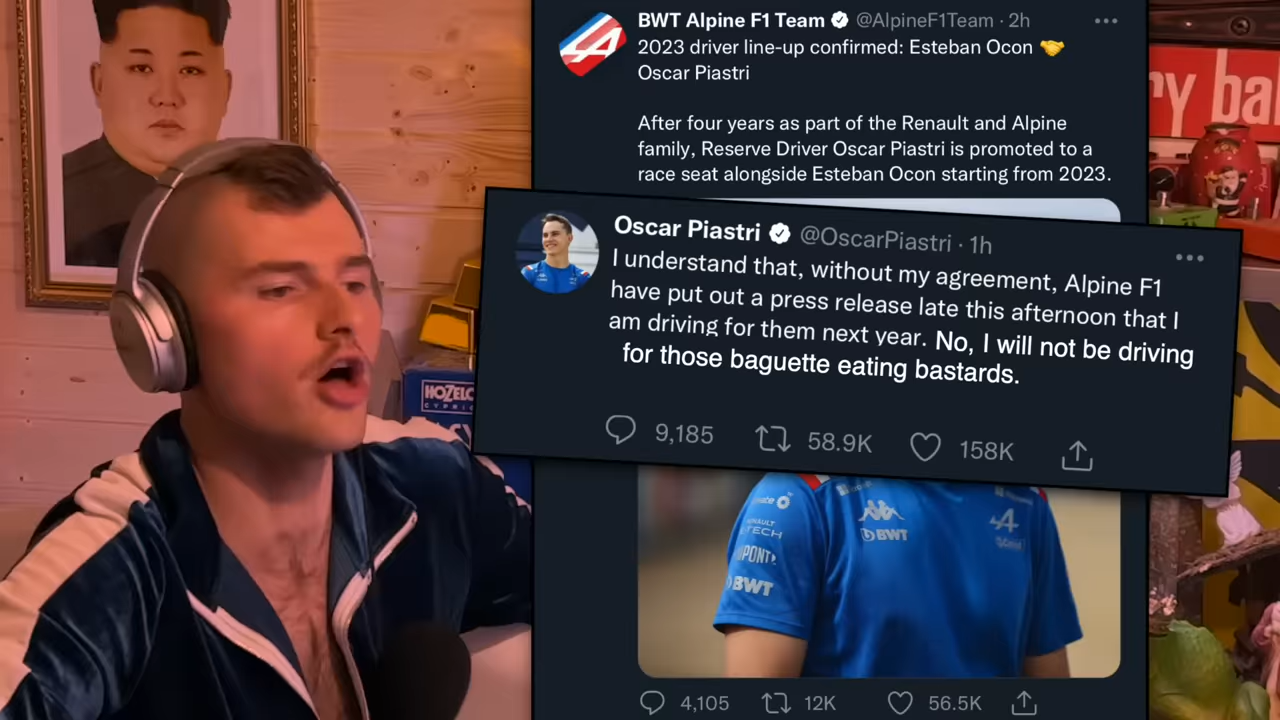 BWT Alpine F1 Team @AlpineF1Team · 2h
2023 driver line-up confirmed: Esteban Ocon 🤝
Oscar Piastri
After four years as part of the Renault and Alpine
family, Reserve Driver Oscar Piastri is promoted to a
race seat alongside Esteban Ocon starting from 2023.
Oscar Piastri @OscarPiastri · 1h
I understand that, without my agreement, Alpine F1
have put out a press release late this afternoon that I
am driving for them next year. No, I will not be driving
for those baguette eating bastards.
9,185 58.9K 158K
BWT
BWT
4,105 12K 56.5K